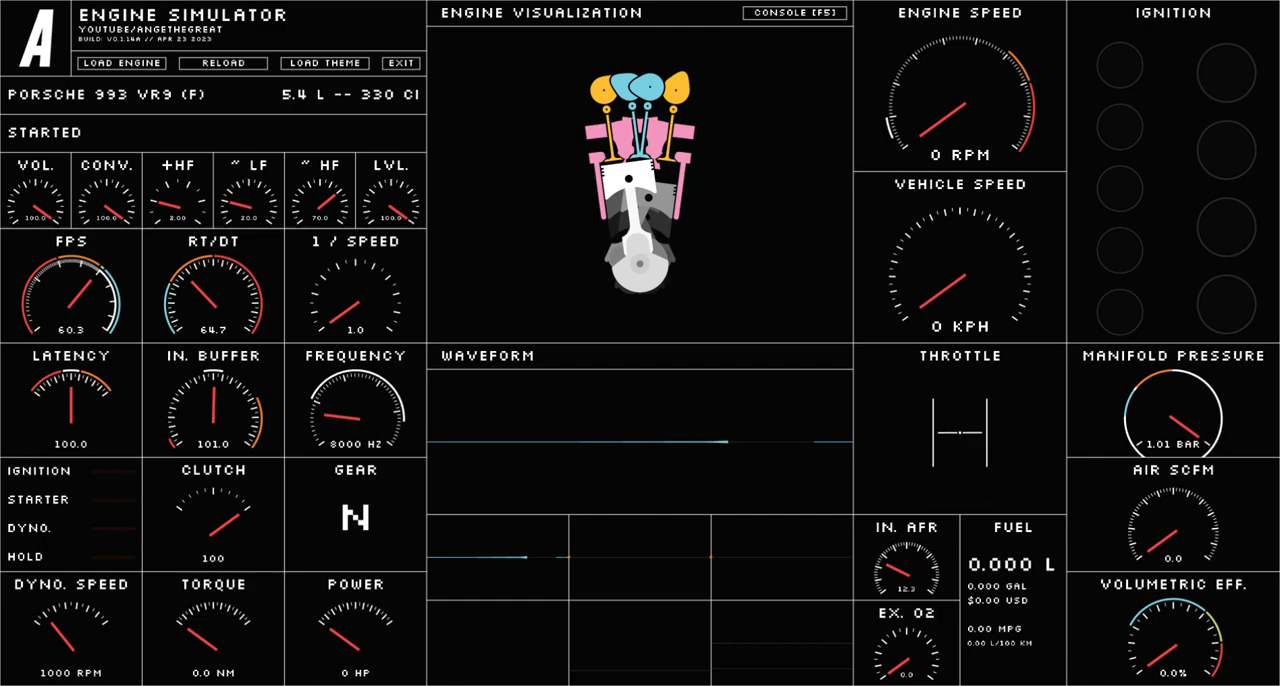 A
ENGINE SIMULATOR
YOUTUBE/ANGETHEGREAT
BUILD: V0.1.14A // APR 23 2023
LOAD ENGINE
RELOAD
LOAD THEME
EXIT
PORSCHE 993 VR9 (F)
5.4 L -- 330 CI
STARTED
VOL.
100.0
CONV.
100.0
+HF
2.00
~ LF
20.0
~ HF
70.0
LVL.
100.0
FPS
60.3
RT/DT
64.7
1 / SPEED
1.0
LATENCY
100.0
IN. BUFFER
101.0
FREQUENCY
8000 HZ
IGNITION
STARTER
DYNO.
HOLD
CLUTCH
100
GEAR
N
DYNO. SPEED
1000 RPM
TORQUE
0.0 NM
POWER
0 HP
ENGINE VISUALIZATION
CONSOLE [F5]
WAVEFORM
ENGINE SPEED
0 RPM
VEHICLE SPEED
0 KPH
THROTTLE
IN. AFR
12.3
EX. O2
0.0
FUEL
0.000 L
0.000 GAL
$0.00 USD
0.00 MPG
0.00 L/100 KM
IGNITION
MANIFOLD PRESSURE
1.01 BAR
AIR SCFM
0.0
VOLUMETRIC EFF.
0.0%